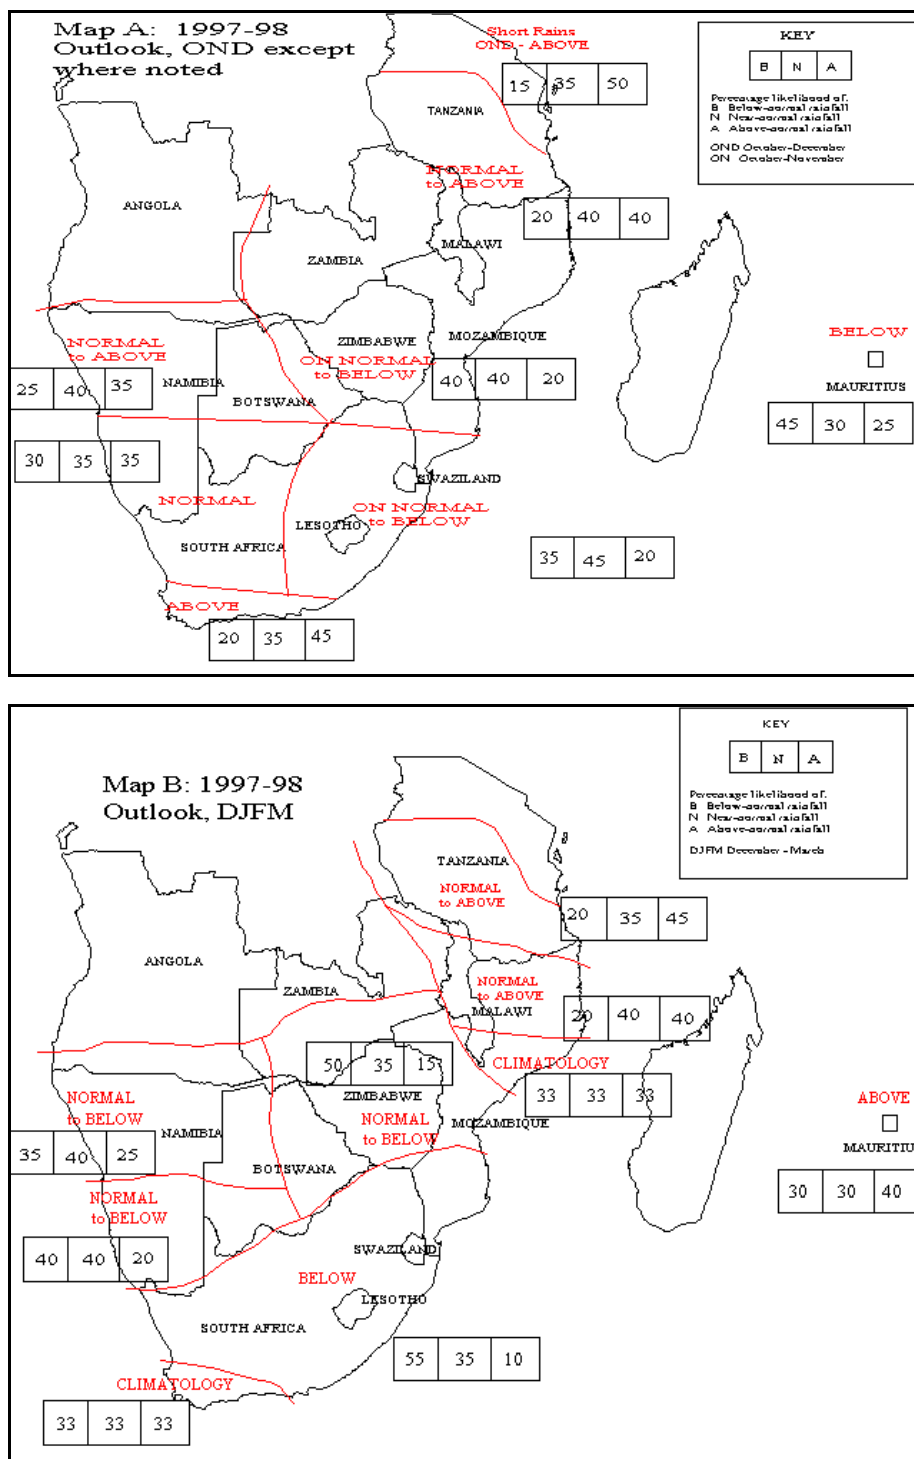 Map A: 1997-98
Outlook, OND except
where noted
Short Rains
OND - ABOVE
15 35 50
TANZANIA
KEY
B N A
Percentage likelihood of:
B Below-normal rainfall
N Near-normal rainfall
A Above-normal rainfall
OND October-December
ON October-November
NORMAL
to ABOVE
ANGOLA
20 40 40
MALAWI
ZAMBIA
NORMAL
to ABOVE
ZIMBABWE
MOZAMBIQUE
BELOW
ON NORMAL
to BELOW
NAMIBIA
25 40 35
BOTSWANA
40 40 20
MAURITIUS
45 30 25
30 35 35
SWAZILAND
NORMAL
ON NORMAL
to BELOW
LESOTHO
SOUTH AFRICA
35 45 20
ABOVE
20 35 45
KEY
B N A
Percentage likelihood of:
B Below-normal rainfall
N Near-normal rainfall
A Above-normal rainfall
DJFM December - March
Map B: 1997-98
Outlook, DJFM
TANZANIA
NORMAL
to ABOVE
20 35 45
ANGOLA
ZAMBIA
NORMAL
to ABOVE
MALAWI
20 40 40
CLIMATOLOGY
50 35 15
33 33 33
ZIMBABWE
NORMAL
to BELOW
NORMAL
to BELOW
MOZAMBIQUE
ABOVE
NAMIBIA
MAURITIU
35 40 25
BOTSWANA
NORMAL
to BELOW
30 30 40
40 40 20
SWAZILAND
BELOW
LESOTHO
SOUTH AFRICA
55 35 10
CLIMATOLOGY
33 33 33